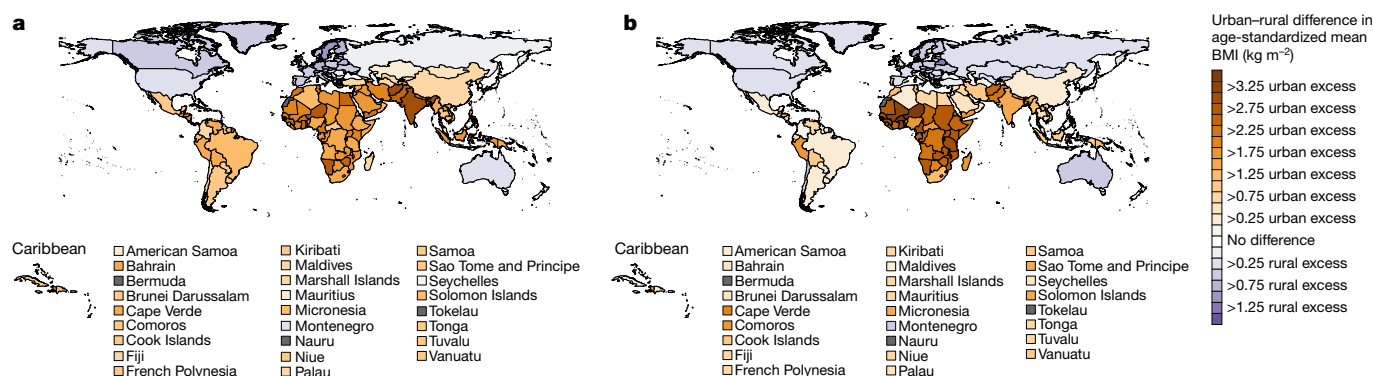 a
b
Urban–rural difference in
age-standardized mean
BMI (kg m⁻²)
>3.25 urban excess
>2.75 urban excess
>2.25 urban excess
>1.75 urban excess
>1.25 urban excess
>0.75 urban excess
>0.25 urban excess
No difference
>0.25 rural excess
>0.75 rural excess
>1.25 rural excess
Caribbean
American Samoa
Bahrain
Bermuda
Brunei Darussalam
Cape Verde
Comoros
Cook Islands
Fiji
French Polynesia
Kiribati
Maldives
Marshall Islands
Mauritius
Micronesia
Montenegro
Nauru
Niue
Palau
Samoa
Sao Tome and Principe
Seychelles
Solomon Islands
Tokelau
Tonga
Tuvalu
Vanuatu
Caribbean
American Samoa
Bahrain
Bermuda
Brunei Darussalam
Cape Verde
Comoros
Cook Islands
Fiji
French Polynesia
Kiribati
Maldives
Marshall Islands
Mauritius
Micronesia
Montenegro
Nauru
Niue
Palau
Samoa
Sao Tome and Principe
Seychelles
Solomon Islands
Tokelau
Tonga
Tuvalu
Vanuatu